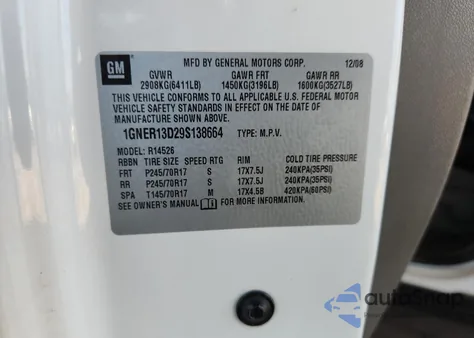 GM
MFD BY GENERAL MOTORS CORP. 12/08
GVWR GAWR FRT GAWR RR
2908KG(6411LB) 1450KG(3196LB) 1600KG(3527LB)
THIS VEHICLE CONFORMS TO ALL APPLICABLE U.S. FEDERAL MOTOR
VEHICLE SAFETY STANDARDS IN EFFECT ON THE DATE OF
MANUFACTURE SHOWN ABOVE.
1GNER13D29S138664 TYPE: M.P.V.
MODEL: R14526
RBBN TIRE SIZE SPEED RTG RIM COLD TIRE PRESSURE
FRT P245/70R17 S 17X7.5J 240KPA(35PSI)
RR P245/70R17 S 17X7.5J 240KPA(35PSI)
SPA T145/70R17 M 17X4.5B 420KPA(60PSI)
SEE OWNER'S MANUAL FOR MORE INFORMATION
autoSnap